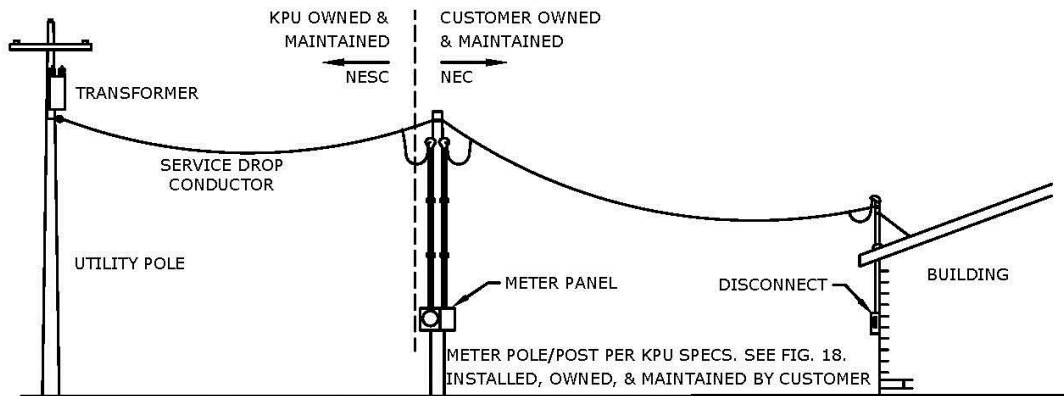 KPU OWNED &
MAINTAINED
NESC
CUSTOMER OWNED
& MAINTAINED
NEC
TRANSFORMER
SERVICE DROP
CONDUCTOR
UTILITY POLE
METER PANEL
DISCONNECT
BUILDING
METER POLE/POST PER KPU SPECS. SEE FIG. 18.
INSTALLED, OWNED, & MAINTAINED BY CUSTOMER